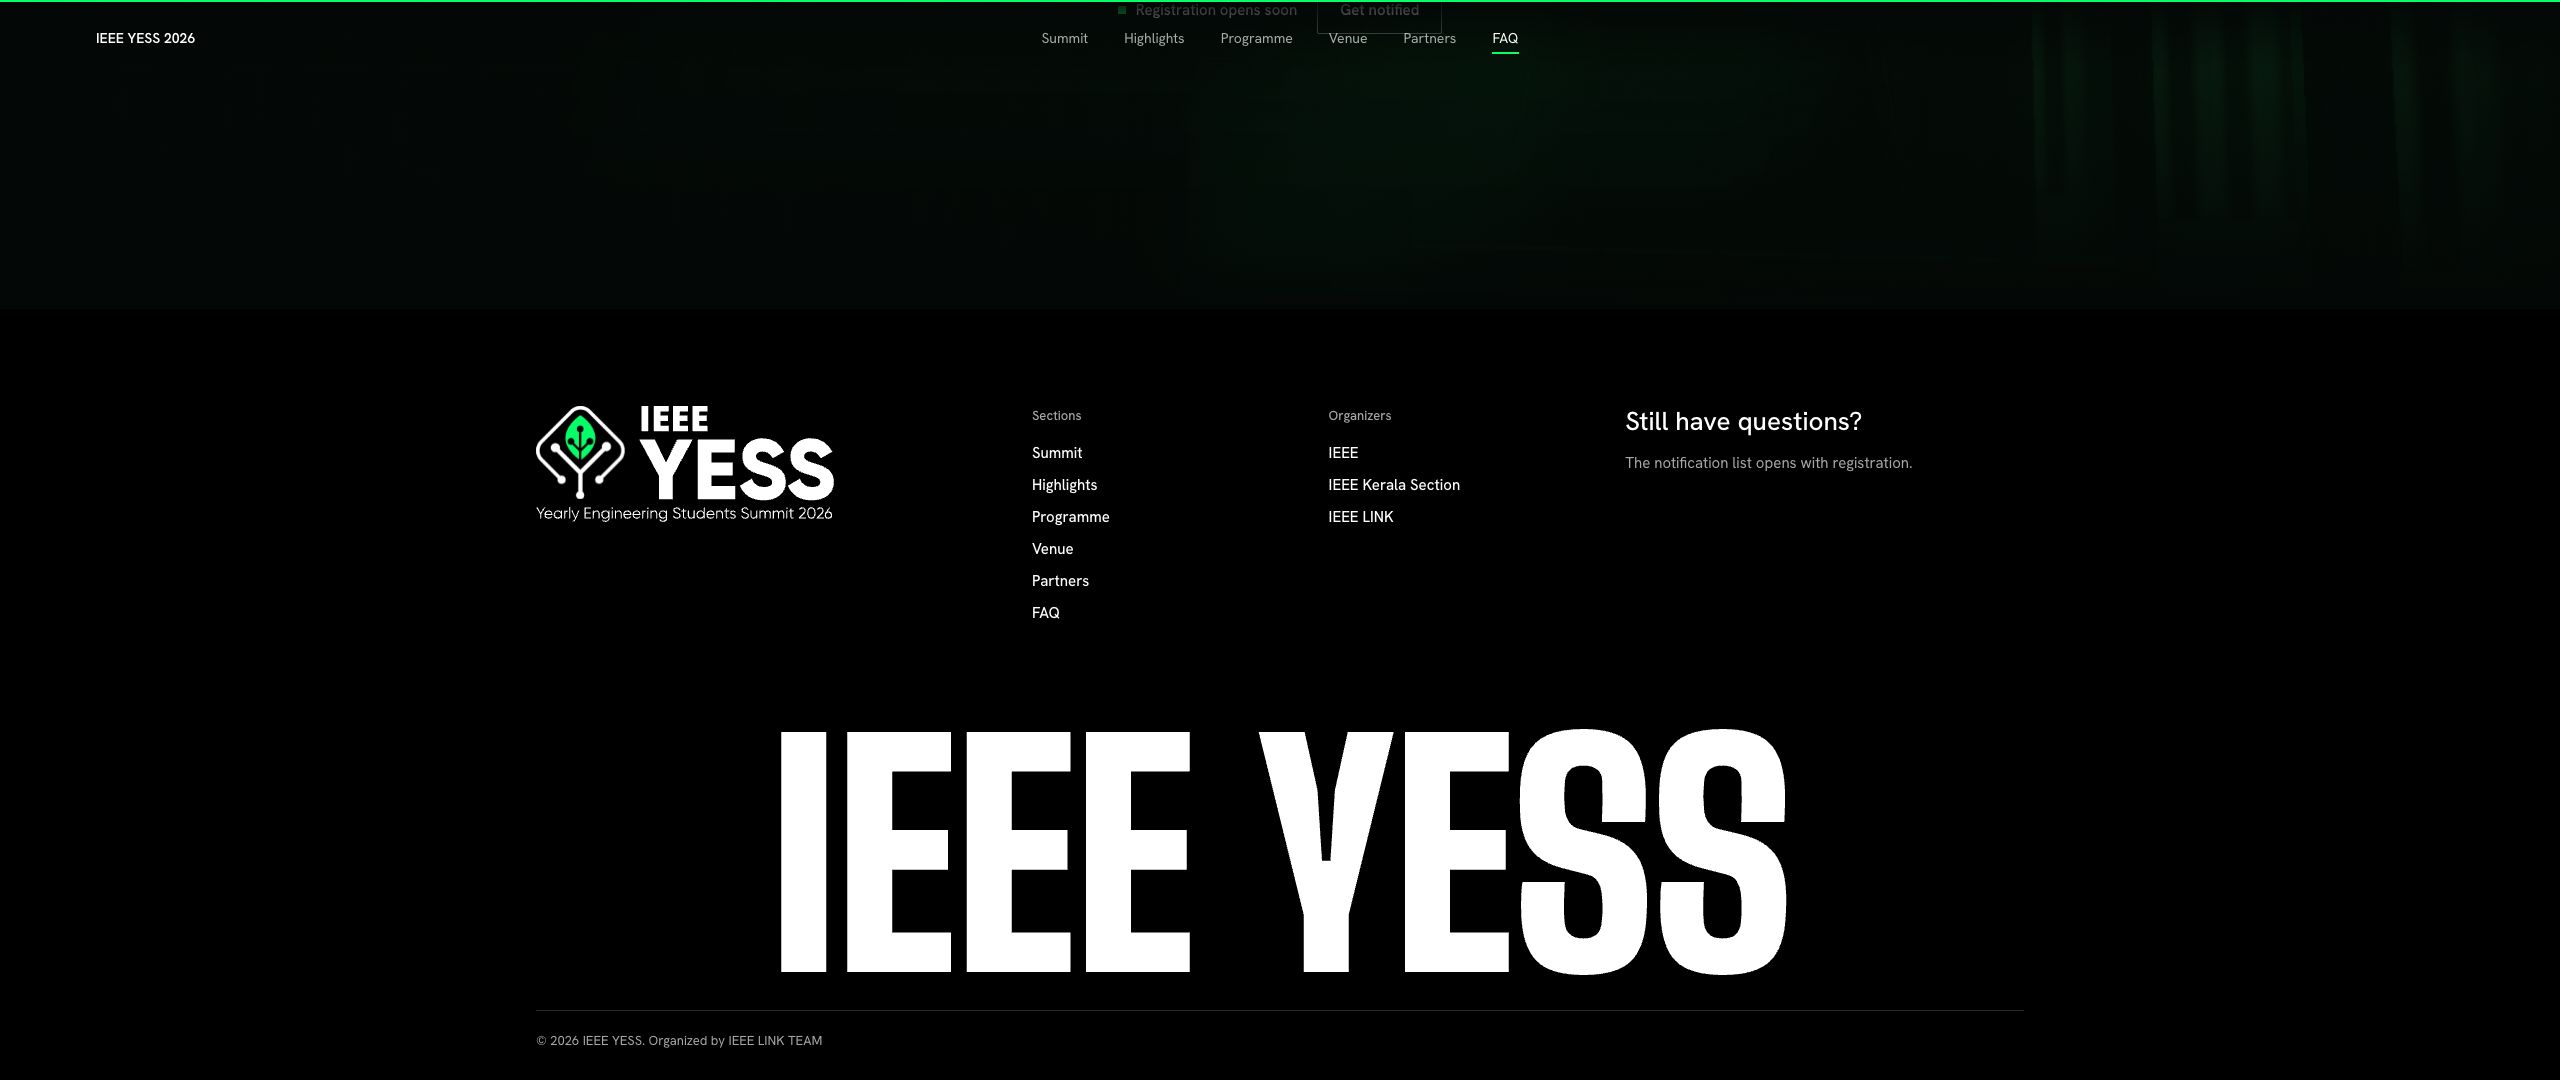 Registration opens soon Get notified
IEEE YESS 2026 Summit Highlights Programme Venue Partners FAQ
IEEE
YESS
Yearly Engineering Students Summit 2026
Sections
Summit
Highlights
Programme
Venue
Partners
FAQ
Organizers
IEEE
IEEE Kerala Section
IEEE LINK
Still have questions?
The notification list opens with registration.
IEEE YESS
© 2026 IEEE YESS. Organized by IEEE LINK TEAM